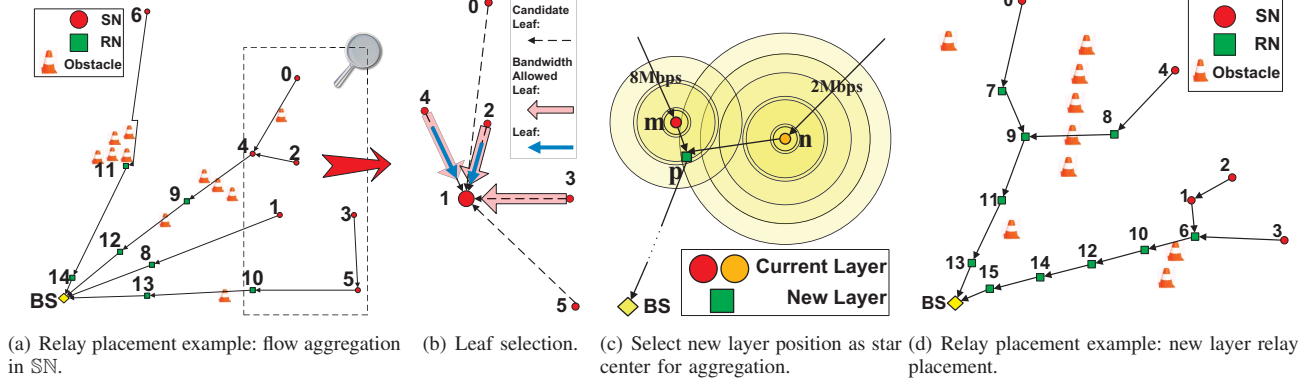 6
SN
RN
Obstacle
0
4
2
11
9
1
3
12
8
14
13
10
5
BS
(a) Relay placement example: flow aggregation
in SN.
0
Candidate
Leaf:
Bandwidth
Allowed
Leaf:
Leaf:
4
2
3
1
5
(b) Leaf selection.
8Mbps
2Mbps
m
n
p
Current Layer
New Layer
BS
(c) Select new layer position as star
center for aggregation.
SN
RN
Obstacle
4
7
8
9
2
1
11
3
6
10
12
13
14
15
BS
(d) Relay placement example: new layer relay
placement.